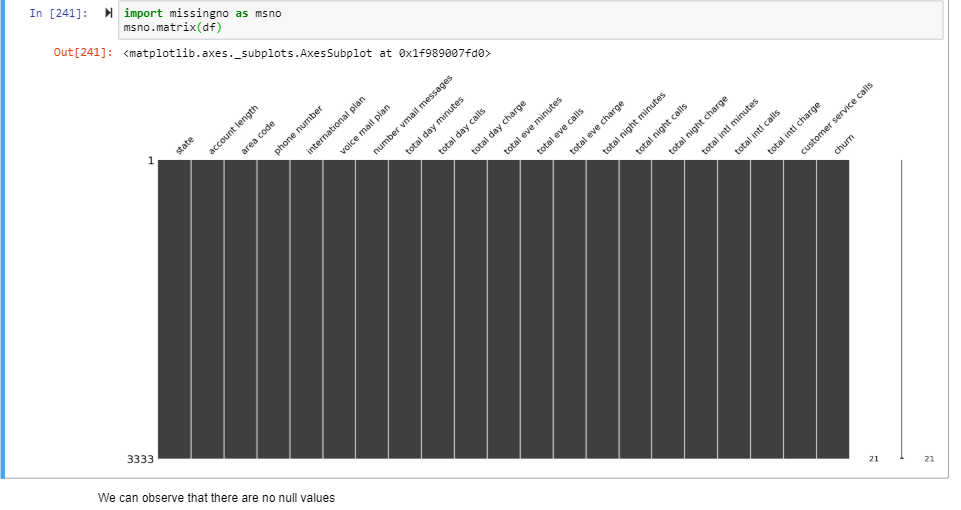 In [241]: import missingno as msno
msno.matrix(df)
Out[241]: <matplotlib.axes._subplots.AxesSubplot at 0x1f989007fd0>
state
account length
area code
phone number
international plan
voice mail plan
number vmail messages
total day minutes
total day calls
total day charge
total eve minutes
total eve calls
total eve charge
total night minutes
total night calls
total night charge
total intl minutes
total intl calls
total intl charge
customer service calls
churn
1
3333
21 21
We can observe that there are no null values